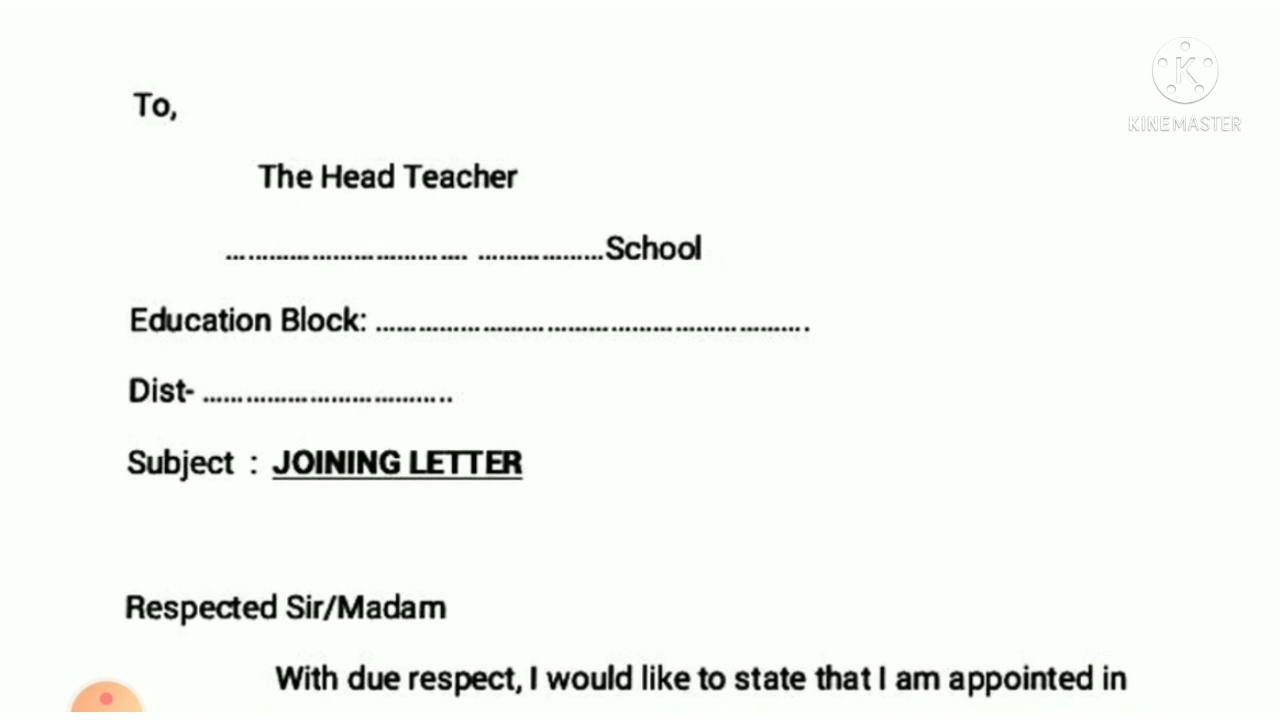 To,
The Head Teacher
…………………………….. ………………School
Education Block: …………………………………………………….
Dist- ……………………………..
Subject : JOINING LETTER
Respected Sir/Madam
With due respect, I would like to state that I am appointed in
K
KINEMASTER